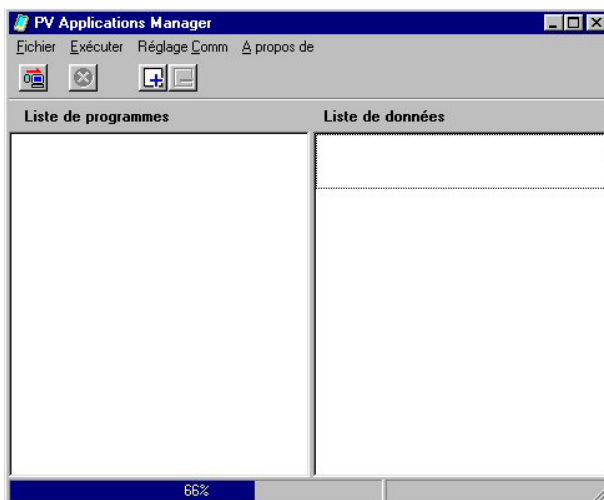 PV Applications Manager
Fichier Exécuter Réglage Comm A propos de
Liste de programmes Liste de données
66%